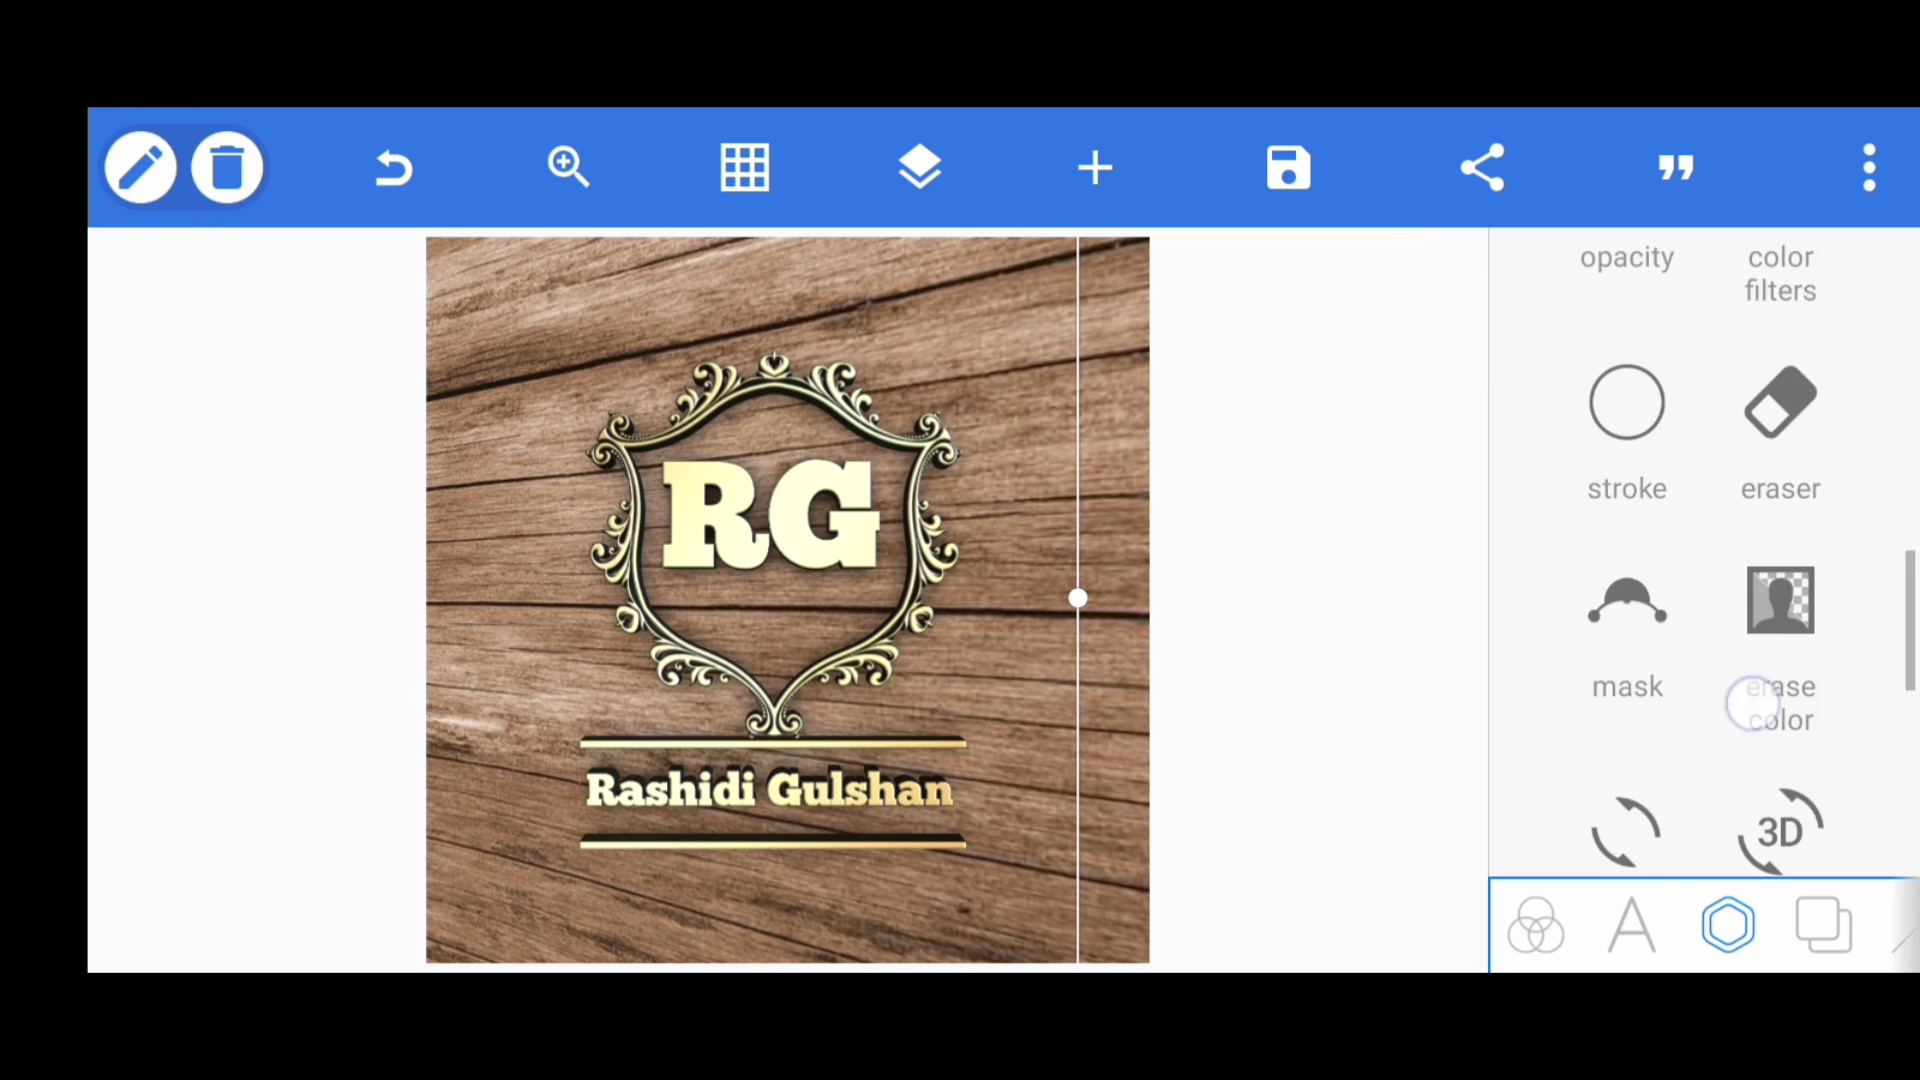 opacity
color
filters
stroke
eraser
mask
erase
color
3D
RG
Rashidi Gulshan